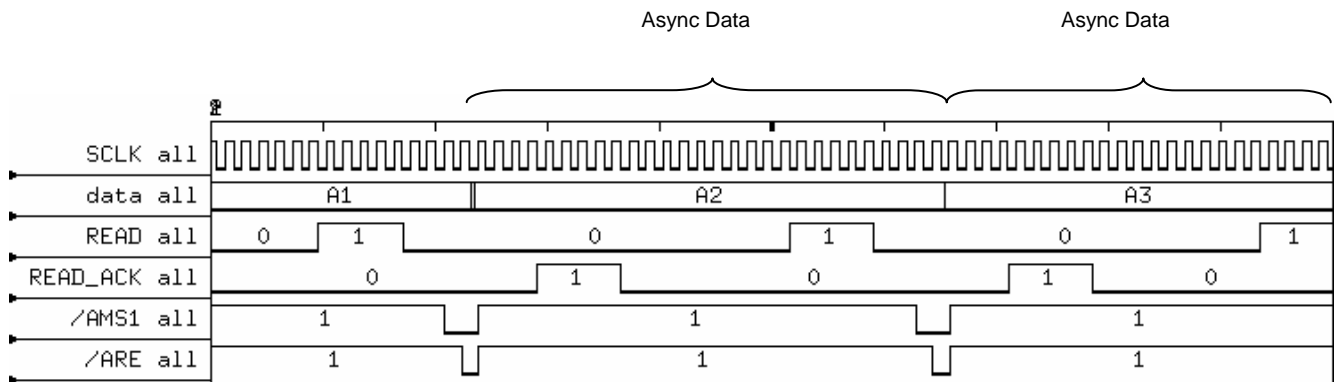 Async Data Async Data
SCLK all
data all A1 A2 A3
READ all 0 1 0 1 0 1
READ_ACK all 0 1 0 1 0
/AMS1 all 1 1 1
/ARE all 1 1 1